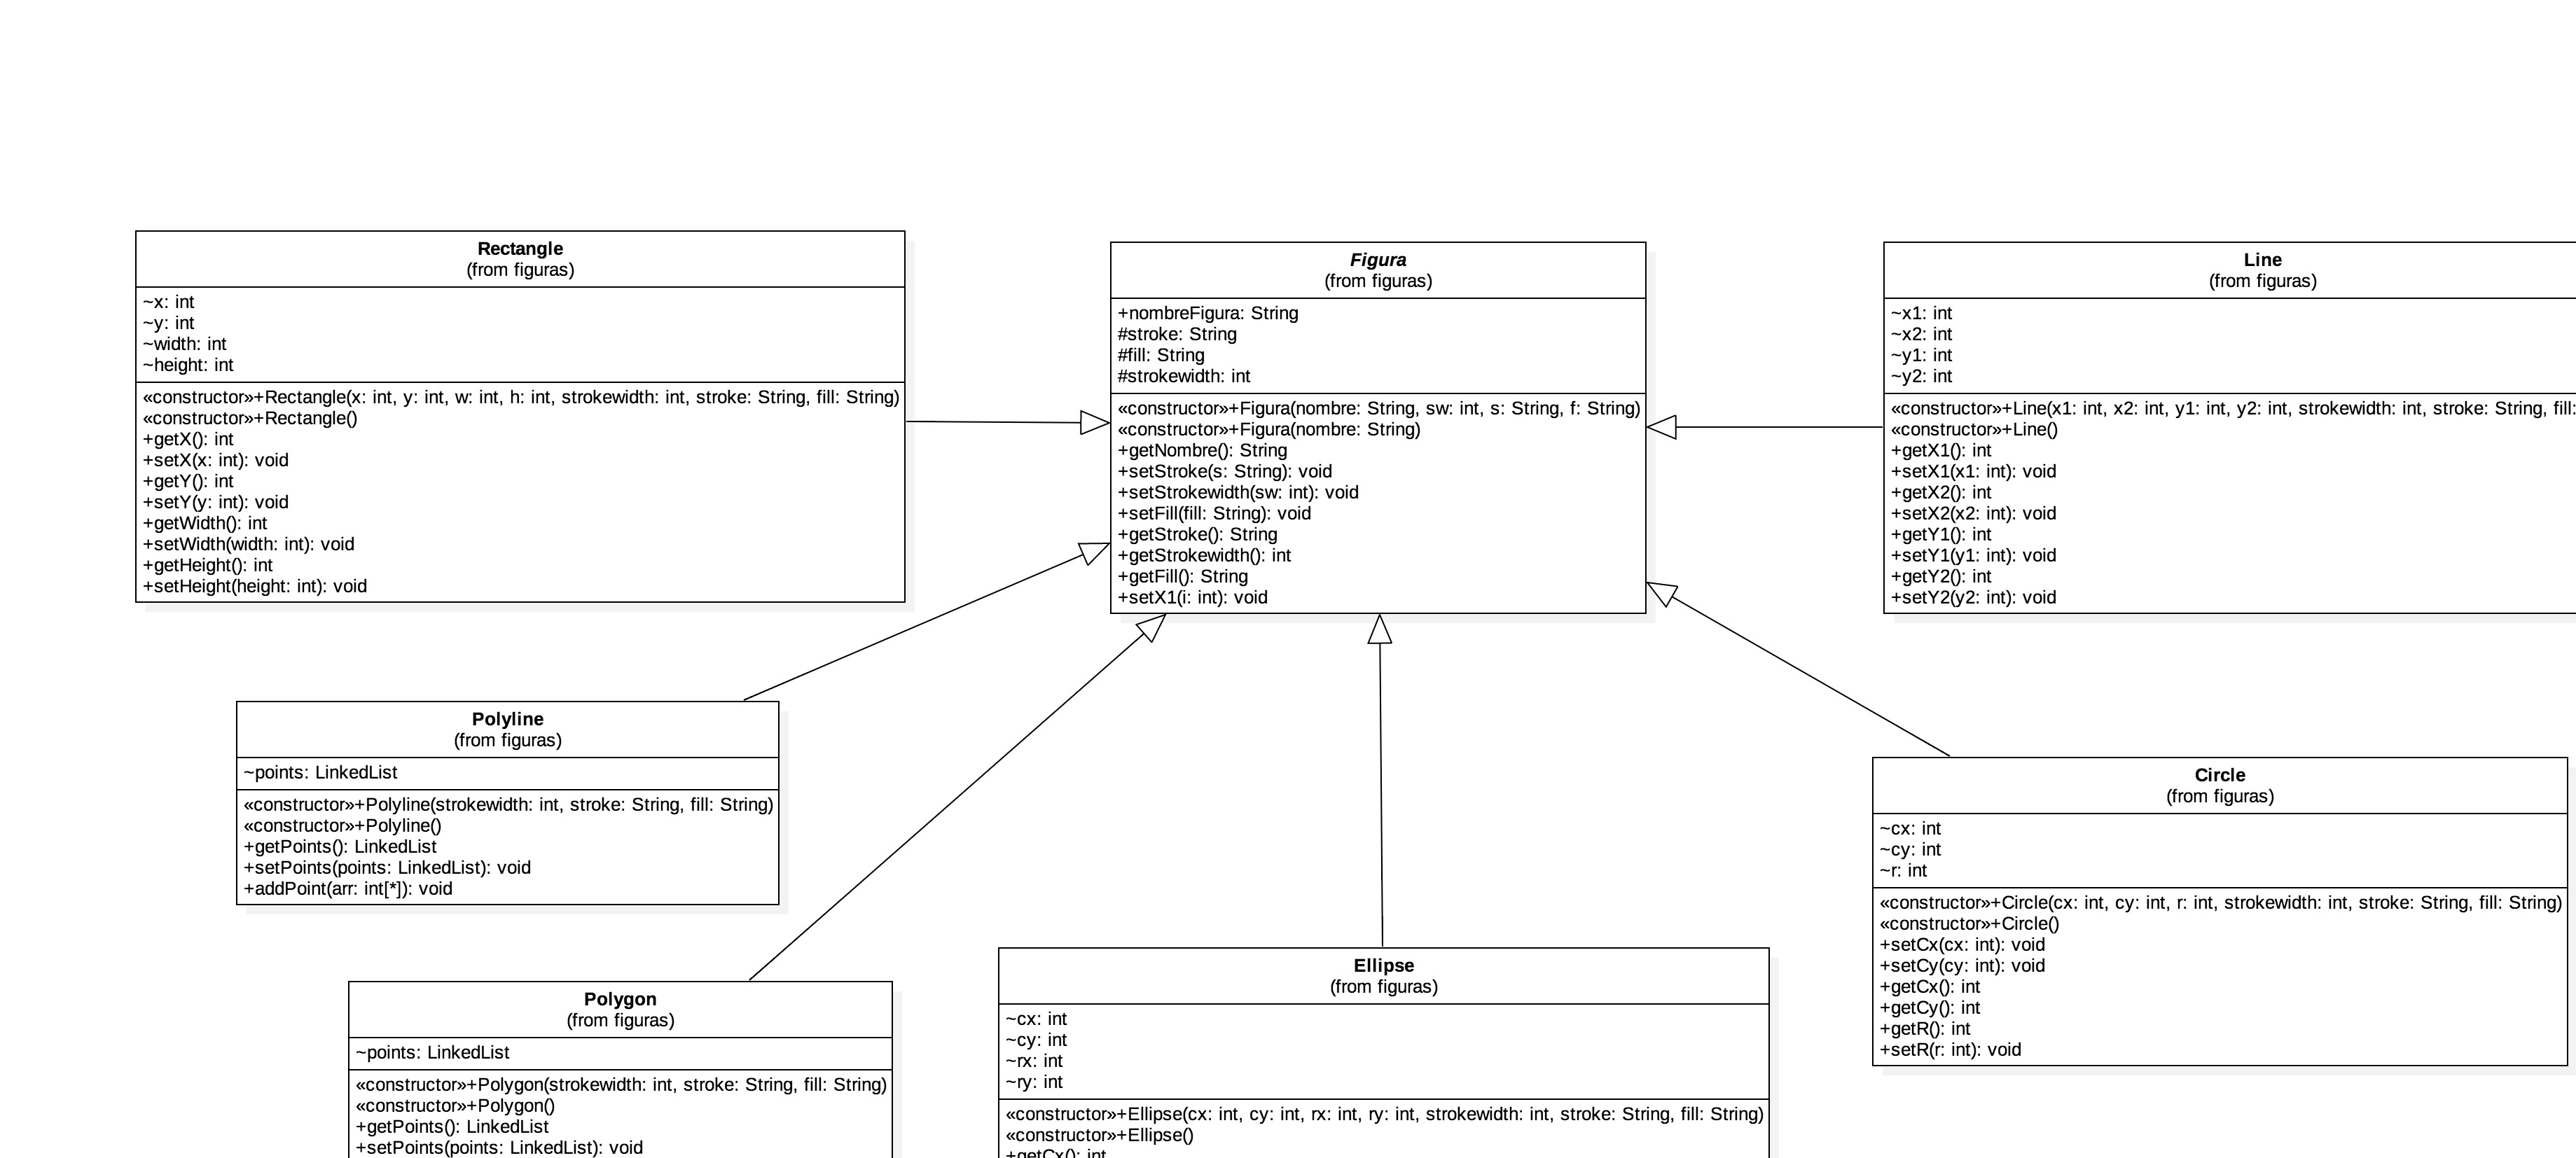 Rectangle
(from figuras)
~x: int
~y: int
~width: int
~height: int
«constructor»+Rectangle(x: int, y: int, w: int, h: int, strokewidth: int, stroke: String, fill: String)
«constructor»+Rectangle()
+getX(): int
+setX(x: int): void
+getY(): int
+setY(y: int): void
+getWidth(): int
+setWidth(width: int): void
+getHeight(): int
+setHeight(height: int): void
Figura
(from figuras)
+nombreFigura: String
#stroke: String
#fill: String
#strokewidth: int
«constructor»+Figura(nombre: String, sw: int, s: String, f: String)
«constructor»+Figura(nombre: String)
+getNombre(): String
+setStroke(s: String): void
+setStrokewidth(sw: int): void
+setFill(fill: String): void
+getStroke(): String
+getStrokewidth(): int
+getFill(): String
+setX1(i: int): void
Line
(from figuras)
~x1: int
~x2: int
~y1: int
~y2: int
«constructor»+Line(x1: int, x2: int, y1: int, y2: int, strokewidth: int, stroke: String, fill:
«constructor»+Line()
+getX1(): int
+setX1(x1: int): void
+getX2(): int
+setX2(x2: int): void
+getY1(): int
+setY1(y1: int): void
+getY2(): int
+setY2(y2: int): void
Polyline
(from figuras)
~points: LinkedList
«constructor»+Polyline(strokewidth: int, stroke: String, fill: String)
«constructor»+Polyline()
+getPoints(): LinkedList
+setPoints(points: LinkedList): void
+addPoint(arr: int[*]): void
Circle
(from figuras)
~cx: int
~cy: int
~r: int
«constructor»+Circle(cx: int, cy: int, r: int, strokewidth: int, stroke: String, fill: String)
«constructor»+Circle()
+setCx(cx: int): void
+setCy(cy: int): void
+getCx(): int
+getCy(): int
+getR(): int
+setR(r: int): void
Polygon
(from figuras)
~points: LinkedList
«constructor»+Polygon(strokewidth: int, stroke: String, fill: String)
«constructor»+Polygon()
+getPoints(): LinkedList
+setPoints(points: LinkedList): void
Ellipse
(from figuras)
~cx: int
~cy: int
~rx: int
~ry: int
«constructor»+Ellipse(cx: int, cy: int, rx: int, ry: int, strokewidth: int, stroke: String, fill: String)
«constructor»+Ellipse()
+getCx(): int